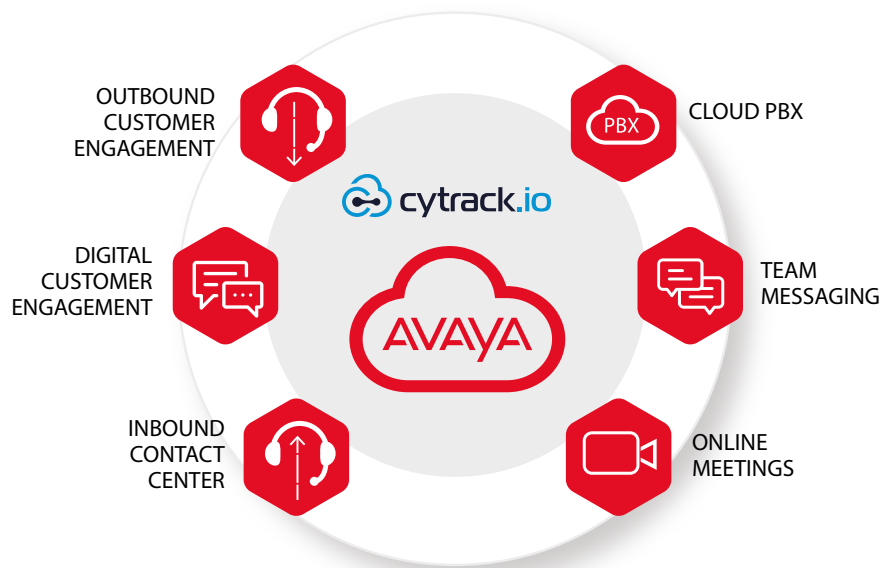 OUTBOUND
CUSTOMER
ENGAGEMENT
PBX
CLOUD PBX
cytrack.io
DIGITAL
CUSTOMER
ENGAGEMENT
AVAYA
TEAM
MESSAGING
INBOUND
CONTACT
CENTER
ONLINE
MEETINGS